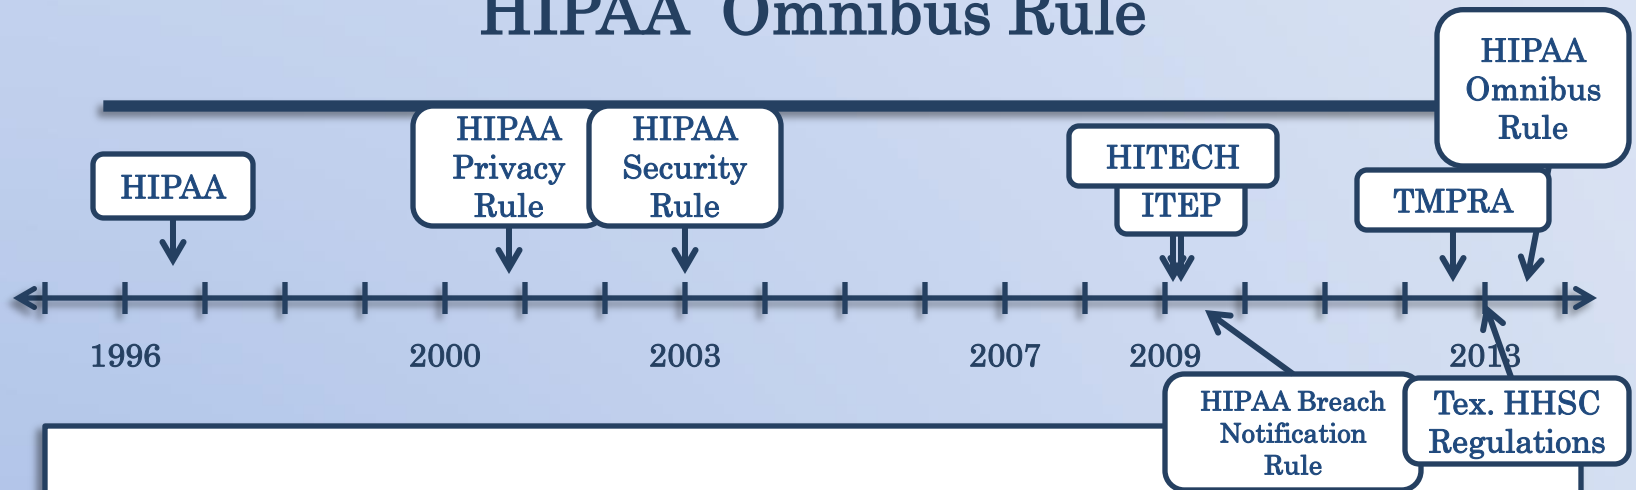 HIPAA Omnibus Rule
HIPAA
Omnibus
Rule
HIPAA
Privacy
Rule
HIPAA
Security
Rule
HITECH
HIPAA
ITEP
TMPRA
1996
2000
2003
2007
2009
2013
HIPAA Breach
Notification
Rule
Tex. HHSC
Regulations